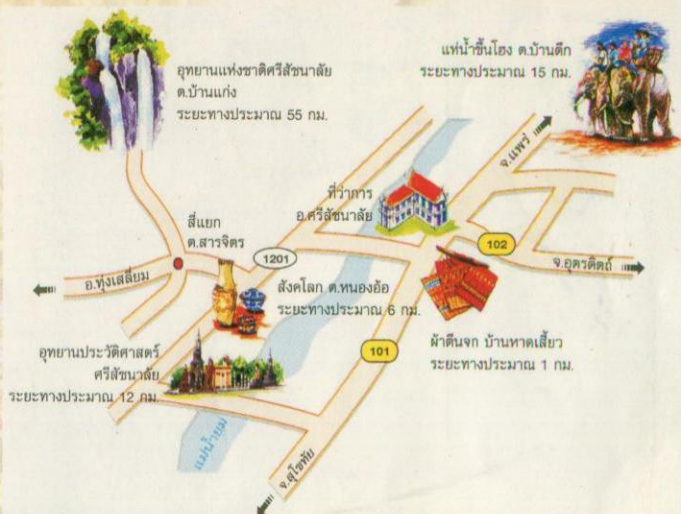 อุทยานแห่งชาติศรีสัชนาลัย
ต.บ้านแก่ง
ระยะทางประมาณ 55 กม.
แห่น้ำขึ้นโฮง ต.บ้านตึก
ระยะทางประมาณ 15 กม.
จ.แพร่
ที่ว่าการ
อ.ศรีสัชนาลัย
สี่แยก
ต.สารจิตร
1201
102
จ.อุตรดิตถ์
อ.ทุ่งเสลี่ยม
สังคโลก ต.หนองอ้อ
ระยะทางประมาณ 6 กม.
ผ้าตีนจก บ้านหาดเสี้ยว
ระยะทางประมาณ 1 กม.
101
อุทยานประวัติศาสตร์
ศรีสัชนาลัย
ระยะทางประมาณ 12 กม.
แม่น้ำยม
จ.สุโขทัย